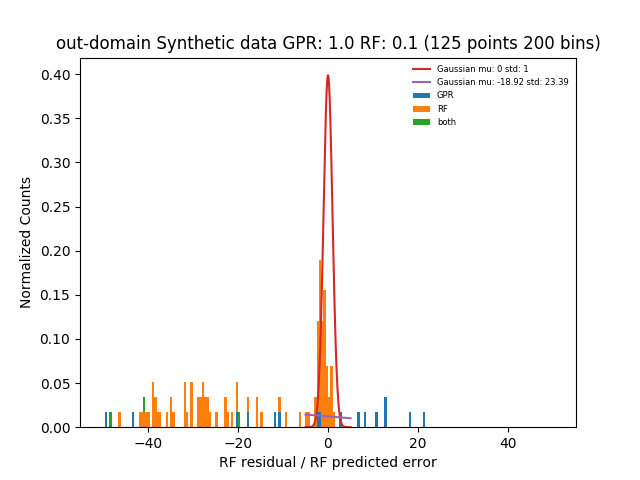 out-domain Synthetic data GPR: 1.0 RF: 0.1 (125 points 200 bins)
Gaussian mu: 0 std: 1
Gaussian mu: -18.92 std: 23.39
GPR
RF
both
Normalized Counts
0.40
0.35
0.30
0.25
0.20
0.15
0.10
0.05
0.00
−40
−20
0
20
40
RF residual / RF predicted error